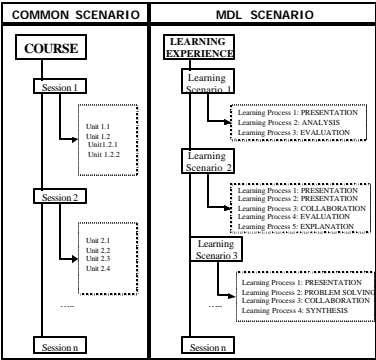 COMMON SCENARIO
COURSE
Session 1
Unit 1.1
Unit 1.2
Unit1.2.1
Unit 1.2.2
Session 2
Unit 2.1
Unit 2.2
Unit 2.3
Unit 2.4
.....
Session n
MDL SCENARIO
LEARNING
EXPERIENCE
Learning
Scenario 1
Learning Process 1: PRESENTATION
Learning Process 2: ANALYSIS
Learning Process 3: EVALUATION
Learning
Scenario 2
Learning Process 1: PRESENTATION
Learning Process 2: PRESENTATION
Learning Process 3: COLLABORATION
Learning Process 4: EVALUATION
Learning Process 5: EXPLANATION
Learning
Scenario 3
Learning Process 1: PRESENTATION
Learning Process 2: PROBLEM SOLVING
Learning Process 3: COLLABORATION
Learning Process 4: SYNTHESIS
.....
Session n